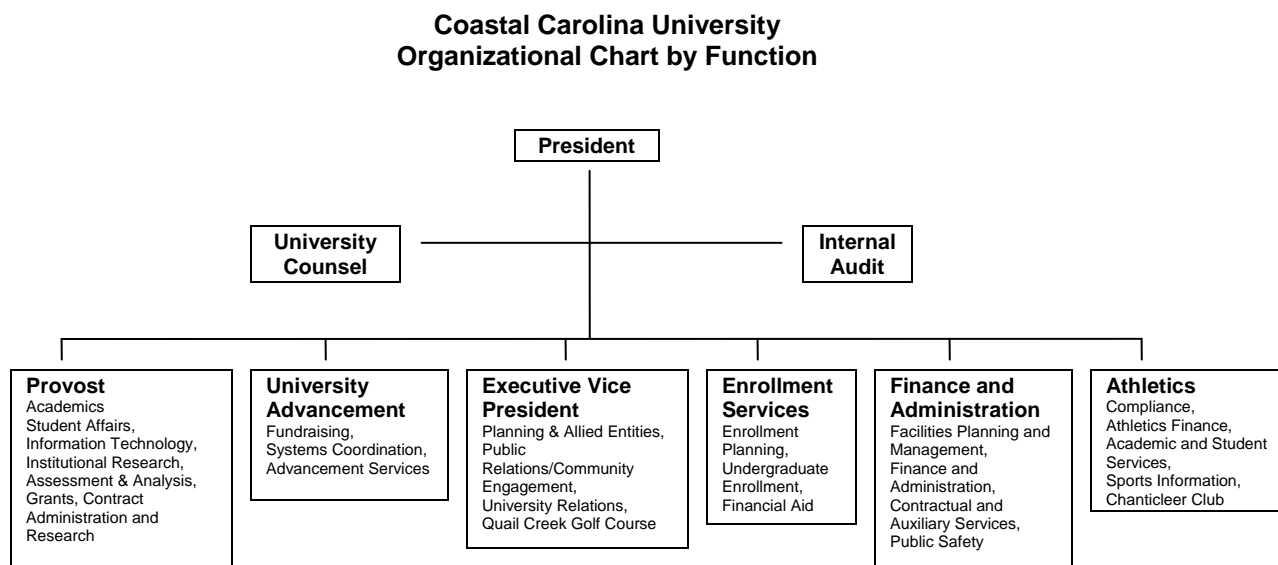 Coastal Carolina University
Organizational Chart by Function
President
University
Counsel
Internal
Audit
Provost
Academics
Student Affairs,
Information Technology,
Institutional Research,
Assessment & Analysis,
Grants, Contract
Administration and
Research
University
Advancement
Fundraising,
Systems Coordination,
Advancement Services
Executive Vice
President
Planning & Allied Entities,
Public
Relations/Community
Engagement,
University Relations,
Quail Creek Golf Course
Enrollment
Services
Enrollment
Planning,
Undergraduate
Enrollment,
Financial Aid
Finance and
Administration
Facilities Planning and
Management,
Finance and
Administration,
Contractual and
Auxiliary Services,
Public Safety
Athletics
Compliance,
Athletics Finance,
Academic and Student
Services,
Sports Information,
Chanticleer Club